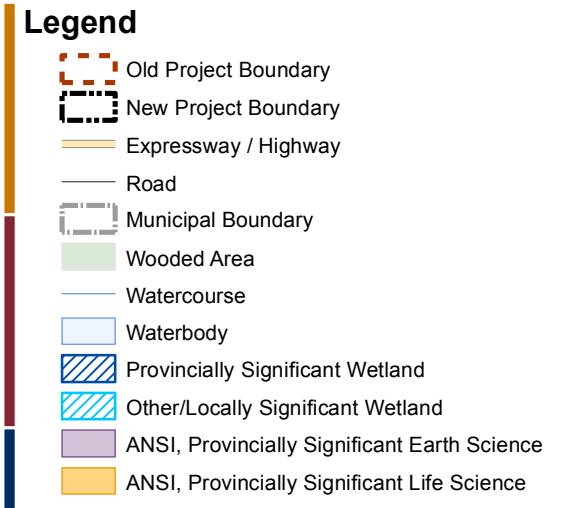 Legend
Old Project Boundary
New Project Boundary
Expressway / Highway
Road
Municipal Boundary
Wooded Area
Watercourse
Waterbody
Provincially Significant Wetland
Other/Locally Significant Wetland
ANSI, Provincially Significant Earth Science
ANSI, Provincially Significant Life Science